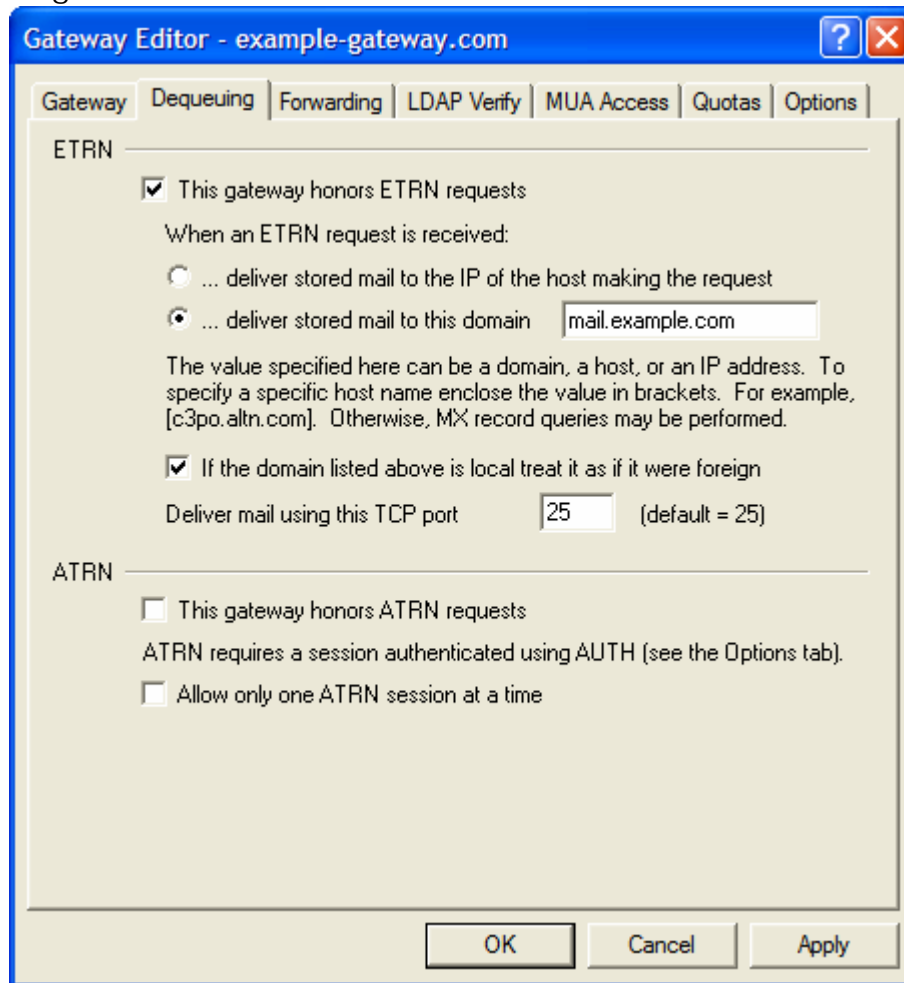 Gateway Editor - example-gateway.com
Gateway Dequeuing Forwarding LDAP Verify MUA Access Quotas Options
ETRN
This gateway honors ETRN requests
When an ETRN request is received:
... deliver stored mail to the IP of the host making the request
... deliver stored mail to this domain mail.example.com
The value specified here can be a domain, a host, or an IP address. To
specify a specific host name enclose the value in brackets. For example,
[c3po.altn.com]. Otherwise, MX record queries may be performed.
If the domain listed above is local treat it as if it were foreign
Deliver mail using this TCP port 25 (default = 25)
ATRN
This gateway honors ATRN requests
ATRN requires a session authenticated using AUTH (see the Options tab).
Allow only one ATRN session at a time
OK Cancel Apply